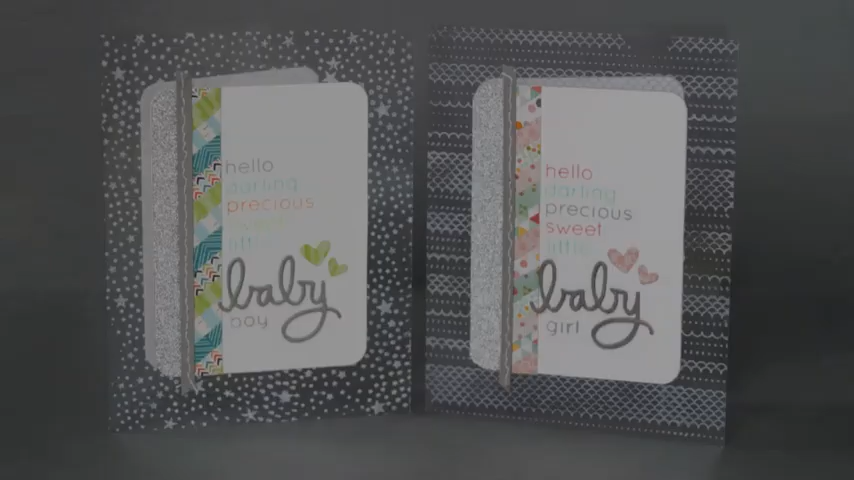 hello
darling
precious
sweet
little
baby
boy
hello
darling
precious
sweet
little
baby
girl